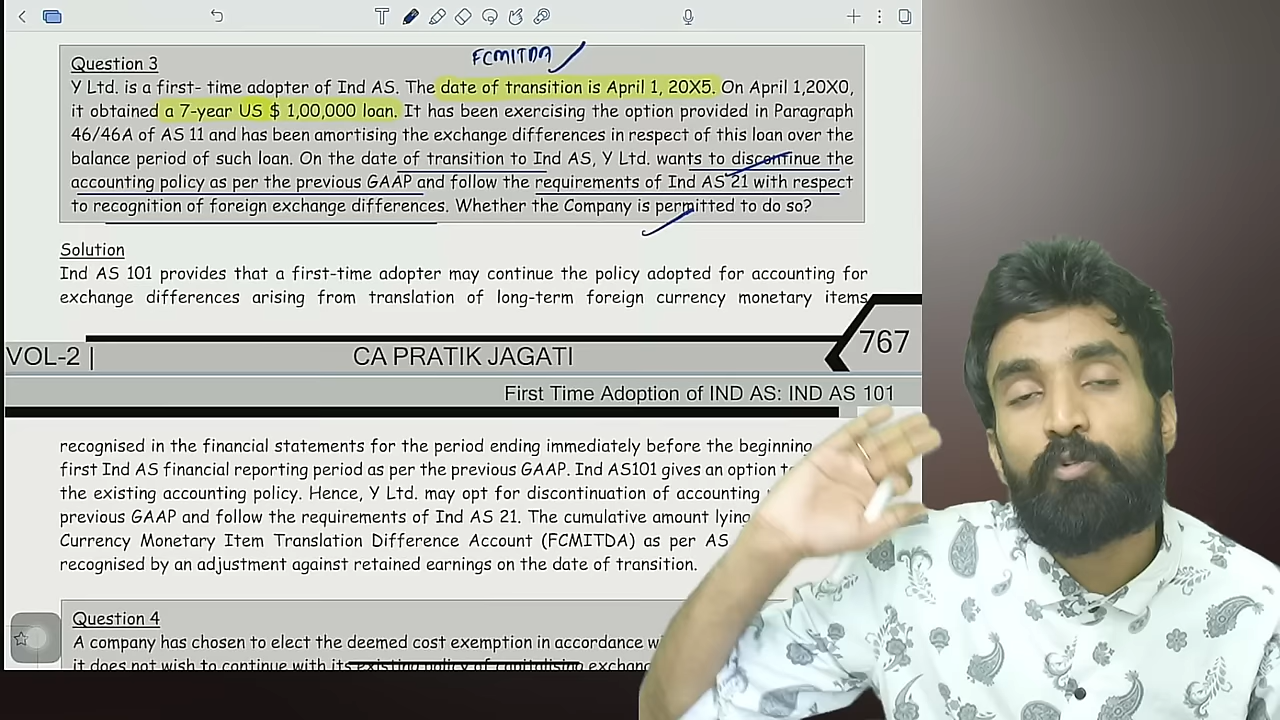 FCMITDA
Question 3
Y Ltd. is a first- time adopter of Ind AS. The date of transition is April 1, 20X5. On April 1,20X0,
it obtained a 7-year US $ 1,00,000 loan. It has been exercising the option provided in Paragraph
46/46A of AS 11 and has been amortising the exchange differences in respect of this loan over the
balance period of such loan. On the date of transition to Ind AS, Y Ltd. wants to discontinue the
accounting policy as per the previous GAAP and follow the requirements of Ind AS 21 with respect
to recognition of foreign exchange differences. Whether the Company is permitted to do so?
Solution
Ind AS 101 provides that a first-time adopter may continue the policy adopted for accounting for
exchange differences arising from translation of long-term foreign currency monetary items
767
VOL-2 | CA PRATIK JAGATI
First Time Adoption of IND AS: IND AS 101
recognised in the financial statements for the period ending immediately before the beginning
first Ind AS financial reporting period as per the previous GAAP. Ind AS101 gives an option
the existing accounting policy. Hence, Y Ltd. may opt for discontinuation of accounting
previous GAAP and follow the requirements of Ind AS 21. The cumulative amount lying
Currency Monetary Item Translation Difference Account (FCMITDA) as per AS
recognised by an adjustment against retained earnings on the date of transition.
Question 4
A company has chosen to elect the deemed cost exemption in accordance
it does not wish to continue with its existing policy of capitalising